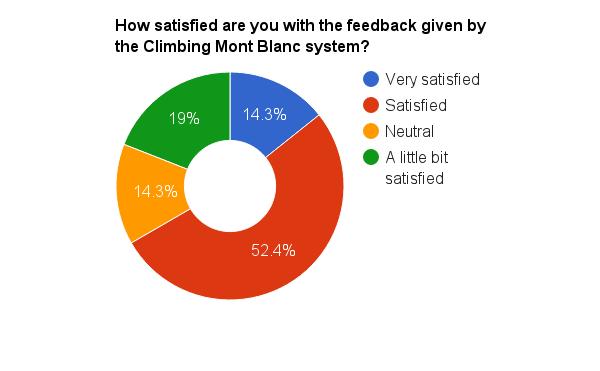 How satisfied are you with the feedback given by
the Climbing Mont Blanc system?
Very satisfied
Satisfied
Neutral
A little bit
satisfied
19%
14.3%
14.3%
52.4%